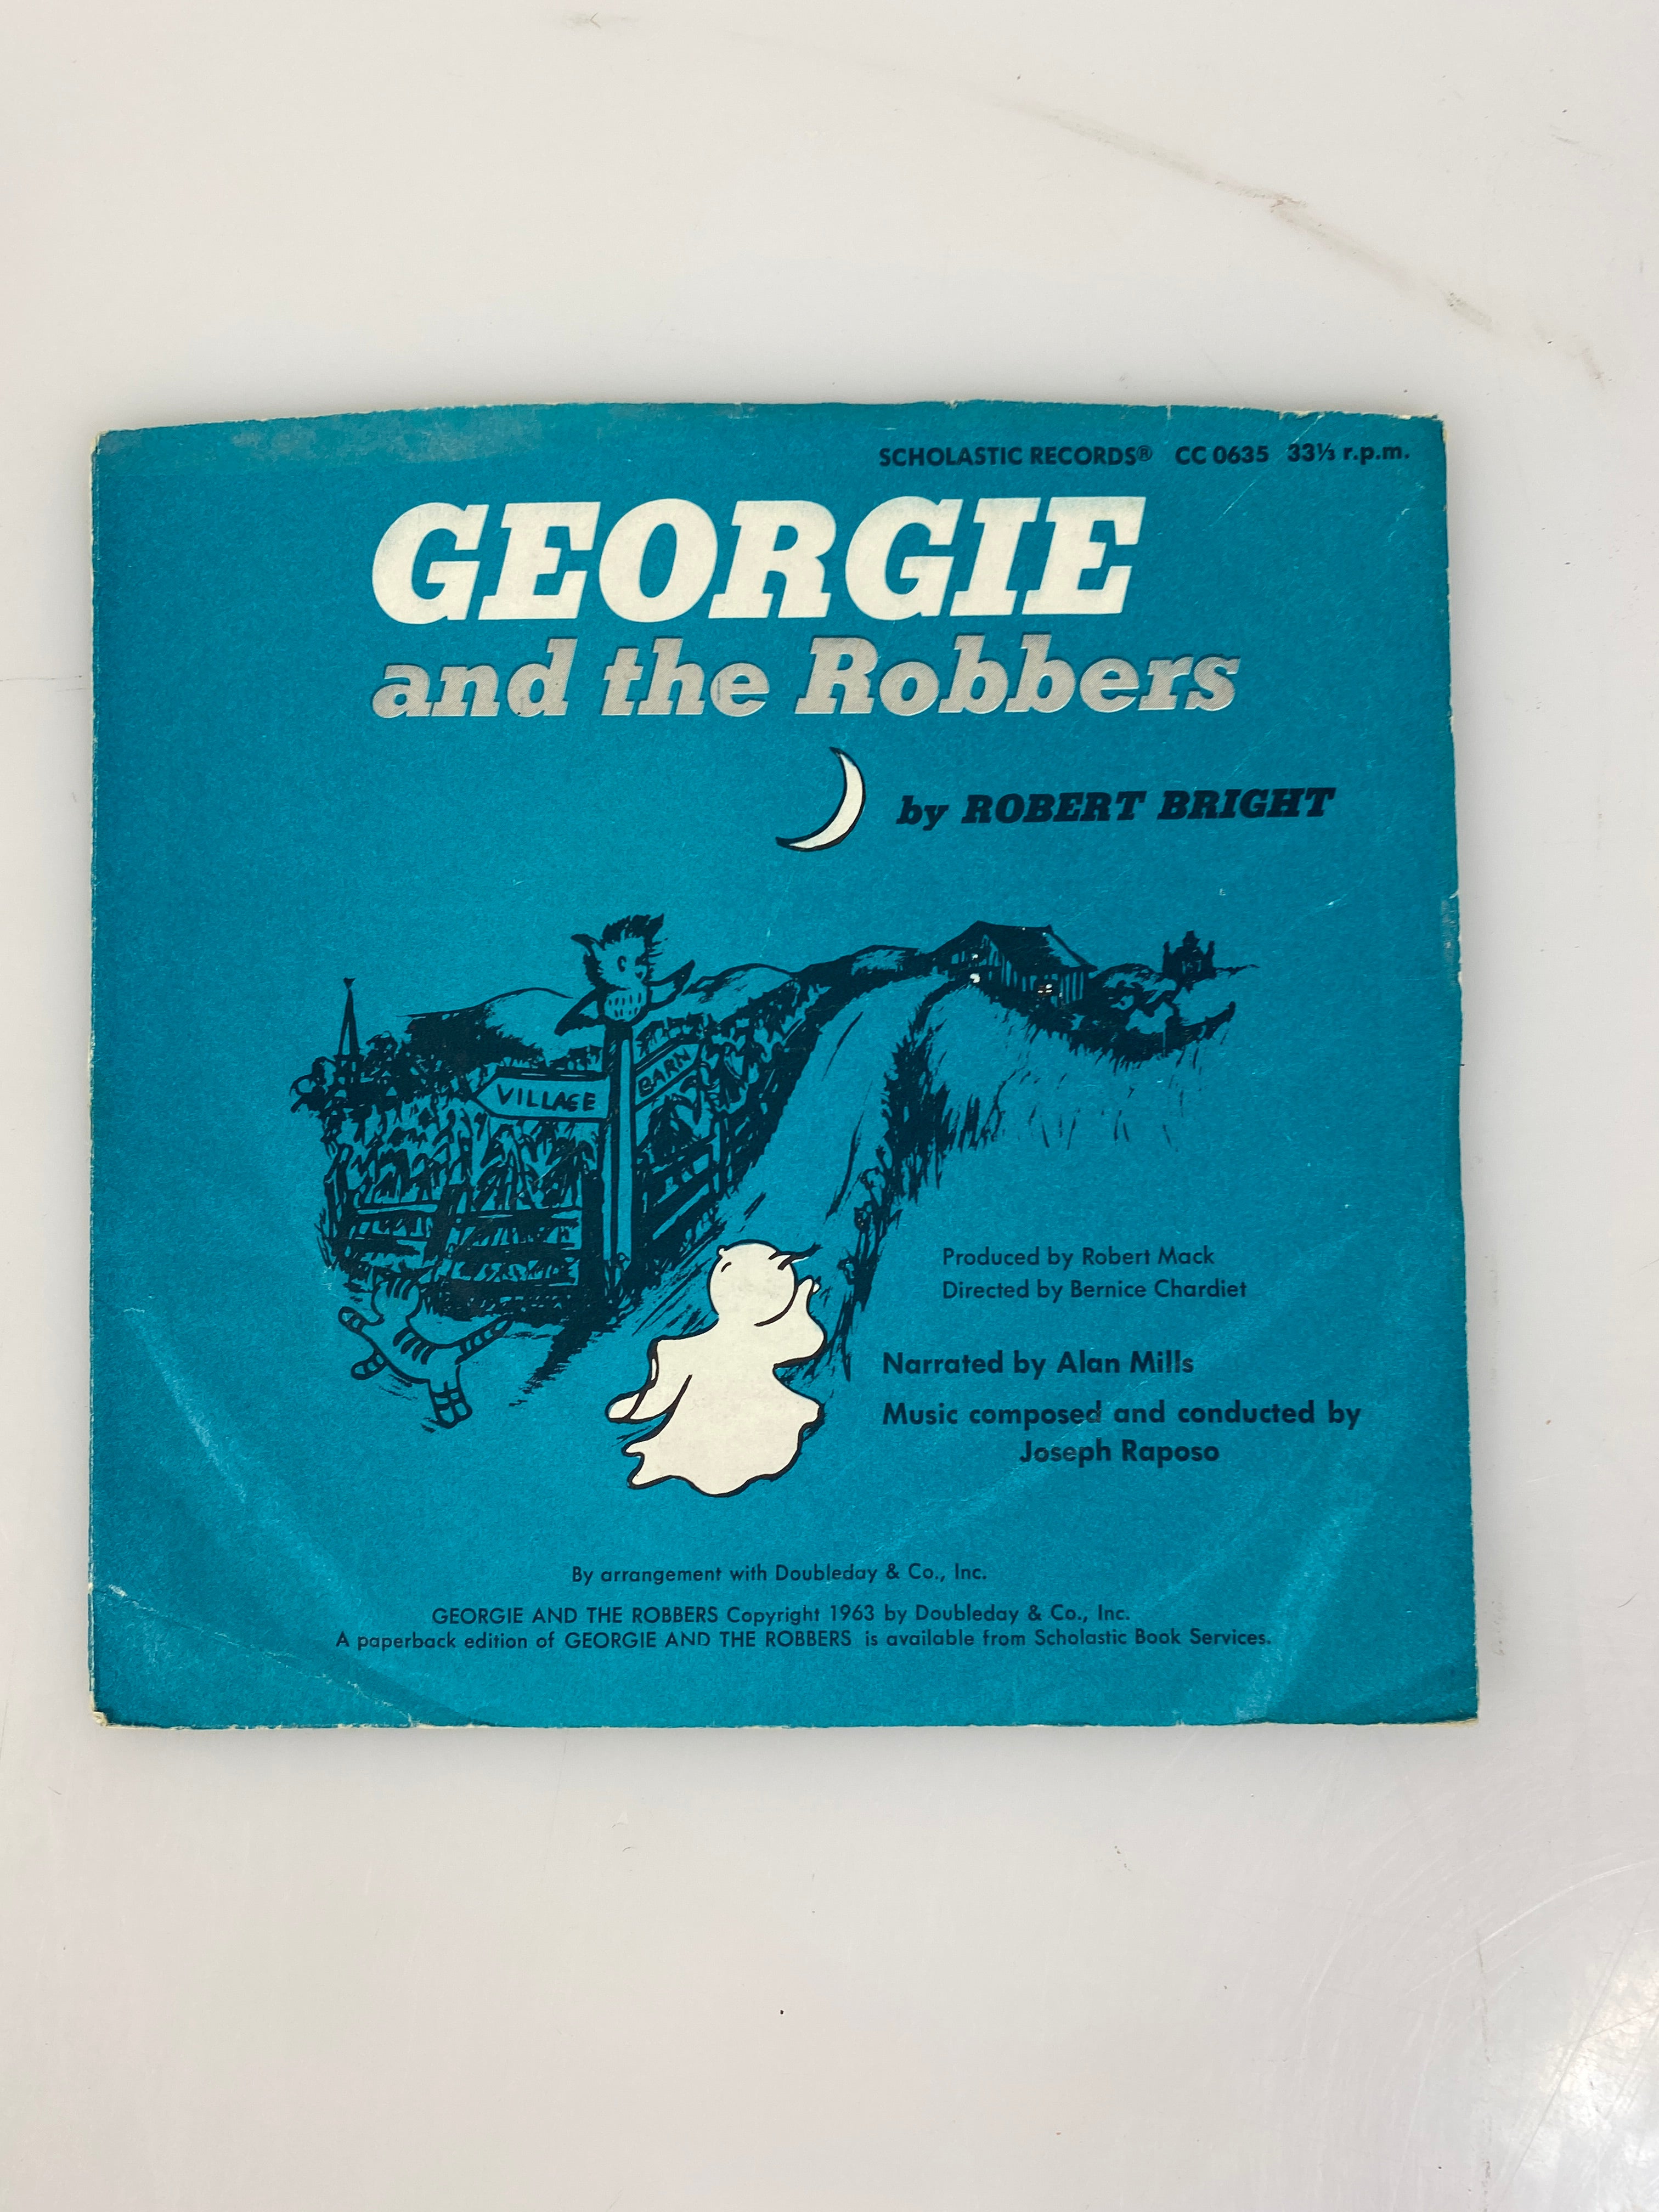 SCHOLASTIC RECORDS® CC 0635 33⅓ r.p.m.
GEORGIE
and the Robbers
by ROBERT BRIGHT
VILLAGE
BARN
Produced by Robert Mack
Directed by Bernice Chardiet
Narrated by Alan Mills
Music composed and conducted by
Joseph Raposo
By arrangement with Doubleday & Co., Inc.
GEORGIE AND THE ROBBERS Copyright 1963 by Doubleday & Co., Inc.
A paperback edition of GEORGIE AND THE ROBBERS is available from Scholastic Book Services.